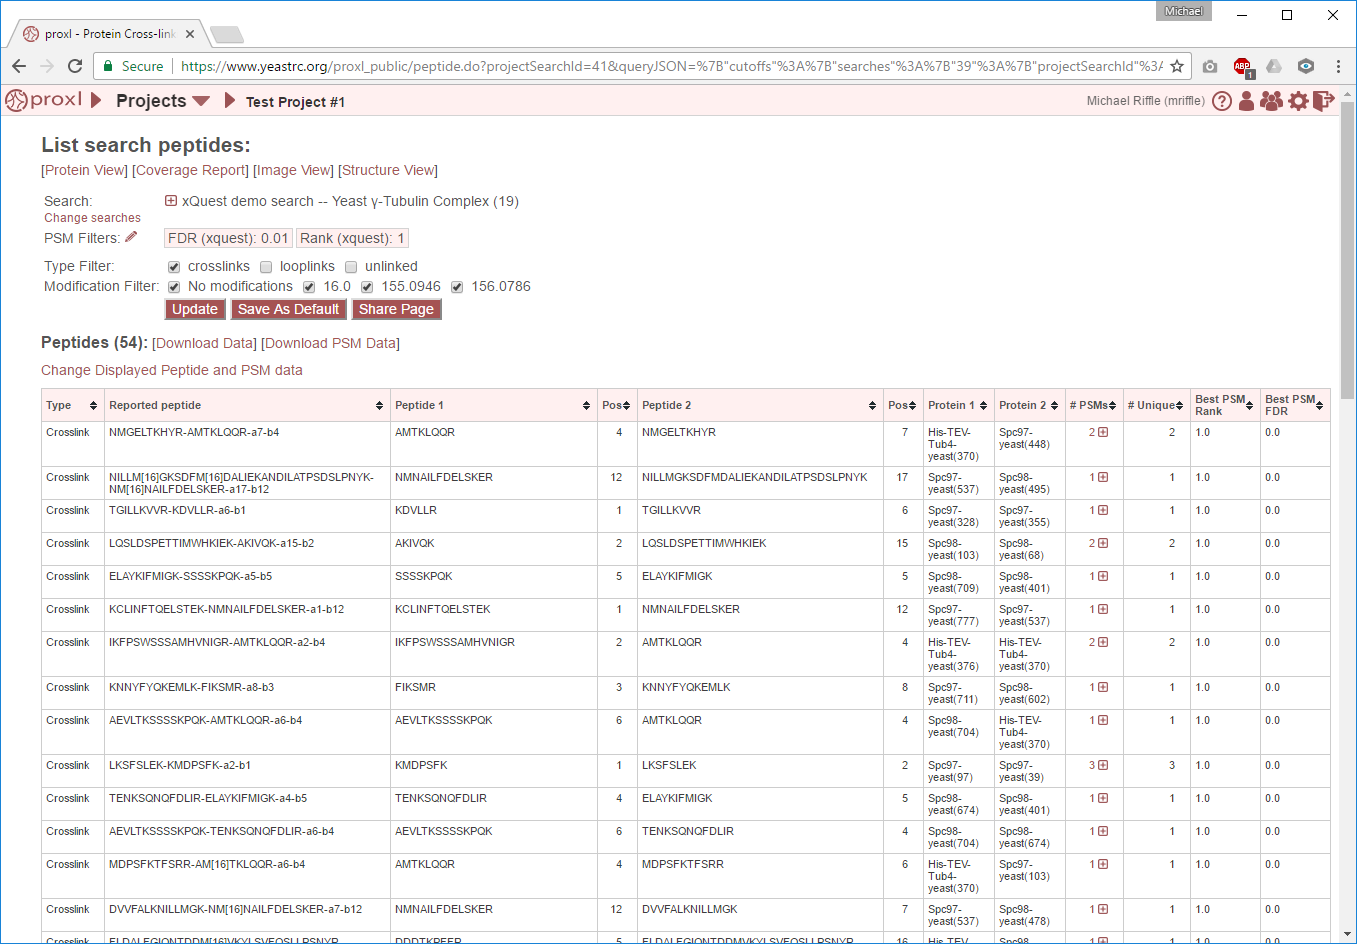 Michael
proxl - Protein Cross-link
Secure https://www.yeastrc.org/proxl_public/peptide.do?projectSearchId=41&queryJSON=%7B"cutoffs"%3A%7B"searches"%3A%7B"39"%3A%7B"projectSearchId"%3A
ABP 1
proxl Projects Test Project #1 Michael Riffle (mriffle)
List search peptides:
[Protein View] [Coverage Report] [Image View] [Structure View]
Search: xQuest demo search -- Yeast γ-Tubulin Complex (19)
Change searches
PSM Filters: FDR (xquest): 0.01 Rank (xquest): 1
Type Filter: crosslinks looplinks unlinked
Modification Filter: No modifications 16.0 155.0946 156.0786
Update Save As Default Share Page
Peptides (54): [Download Data] [Download PSM Data]
Change Displayed Peptide and PSM data
Type Reported peptide Peptide 1 Pos Peptide 2 Pos Protein 1 Protein 2 # PSMs # Unique Best PSM Rank Best PSM FDR
Crosslink NMGELTKHYR-AMTKLQQR-a7-b4 AMTKLQQR 4 NMGELTKHYR 7 His-TEV-Tub4-yeast(370) Spc97-yeast(448) 2 2 1.0 0.0
Crosslink NILLM[16]GKSDFM[16]DALIEKANDILATPSDSLPNYK-NM[16]NAILFDELSKER-a17-b12 NMNAILFDELSKER 12 NILLMGKSDFMDALIEKANDILATPSDSLPNYK 17 Spc97-yeast(537) Spc98-yeast(495) 1 1 1.0 0.0
Crosslink TGILLKVVR-KDVLLR-a6-b1 KDVLLR 1 TGILLKVVR 6 Spc97-yeast(328) Spc97-yeast(355) 1 1 1.0 0.0
Crosslink LQSLDSPETTIMWHKIEK-AKIVQK-a15-b2 AKIVQK 2 LQSLDSPETTIMWHKIEK 15 Spc98-yeast(103) Spc98-yeast(68) 2 2 1.0 0.0
Crosslink ELAYKIFMIGK-SSSSKPQK-a5-b5 SSSSKPQK 5 ELAYKIFMIGK 5 Spc98-yeast(709) Spc98-yeast(401) 1 1 1.0 0.0
Crosslink KCLINFTQELSTEK-NMNAILFDELSKER-a1-b12 KCLINFTQELSTEK 1 NMNAILFDELSKER 12 Spc97-yeast(777) Spc97-yeast(537) 1 1 1.0 0.0
Crosslink IKFPSWSSSAMHVNIGR-AMTKLQQR-a2-b4 IKFPSWSSSAMHVNIGR 2 AMTKLQQR 4 His-TEV-Tub4-yeast(376) His-TEV-Tub4-yeast(370) 2 2 1.0 0.0
Crosslink KNNYFYQKEMLK-FIKSMR-a8-b3 FIKSMR 3 KNNYFYQKEMLK 8 Spc97-yeast(711) Spc98-yeast(602) 1 1 1.0 0.0
Crosslink AEVLTKSSSSKPQK-AMTKLQQR-a6-b4 AEVLTKSSSSKPQK 6 AMTKLQQR 4 Spc98-yeast(704) His-TEV-Tub4-yeast(370) 1 1 1.0 0.0
Crosslink LKSFSLEK-KMDPSFK-a2-b1 KMDPSFK 1 LKSFSLEK 2 Spc97-yeast(97) Spc97-yeast(39) 3 3 1.0 0.0
Crosslink TENKSQNQFDLIR-ELAYKIFMIGK-a4-b5 TENKSQNQFDLIR 4 ELAYKIFMIGK 5 Spc98-yeast(674) Spc98-yeast(401) 1 1 1.0 0.0
Crosslink AEVLTKSSSSKPQK-TENKSQNQFDLIR-a6-b4 AEVLTKSSSSKPQK 6 TENKSQNQFDLIR 4 Spc98-yeast(704) Spc98-yeast(674) 1 1 1.0 0.0
Crosslink MDPSFKTFSRR-AM[16]TKLQQR-a6-b4 AMTKLQQR 4 MDPSFKTFSRR 6 His-TEV-Tub4-yeast(370) Spc97-yeast(103) 1 1 1.0 0.0
Crosslink DVVFALKNILLMGK-NM[16]NAILFDELSKER-a7-b12 NMNAILFDELSKER 12 DVVFALKNILLMGK 7 Spc97-yeast(537) Spc98-yeast(478) 1 1 1.0 0.0